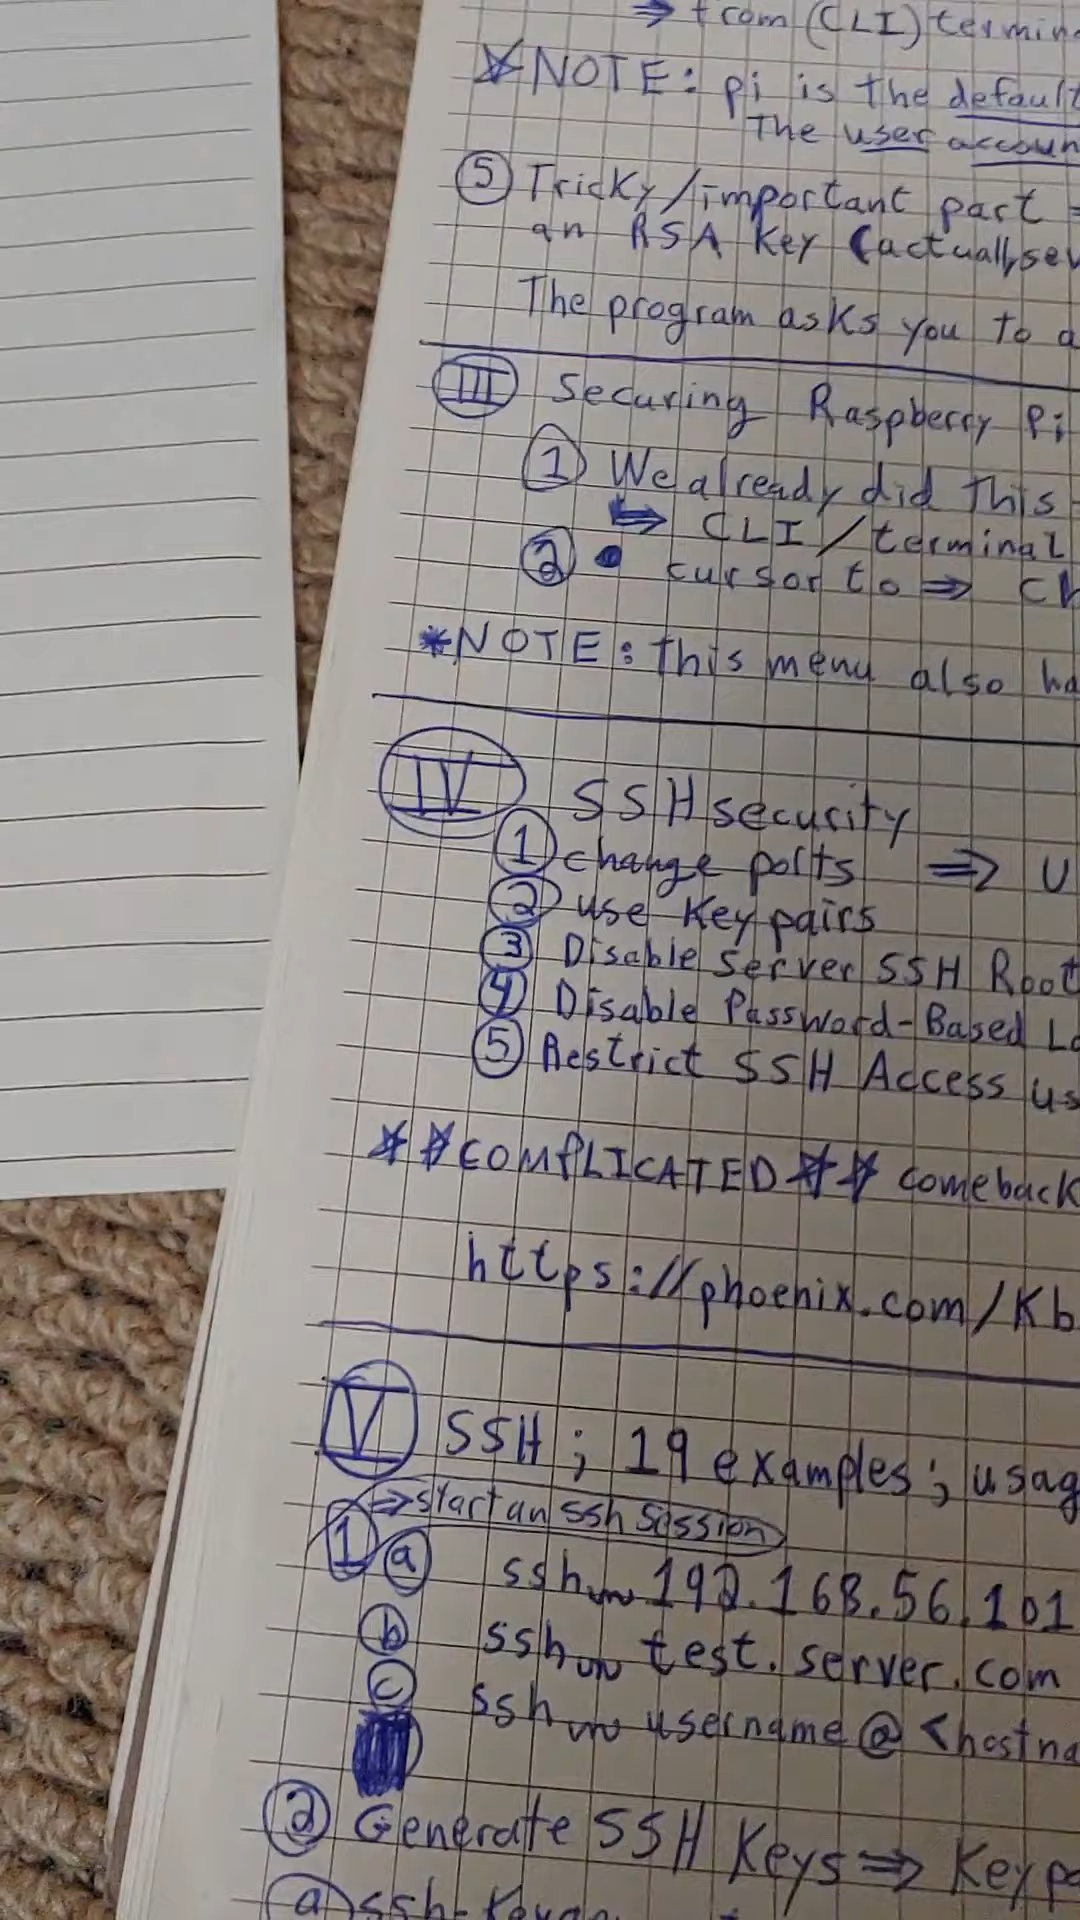 ⇒ from (CLI) termin
*NOTE: pi is the default
The user accoun
⑤ Tricky/important part =
an RSA Key (actually sev
The program asks you to a
III Securing Raspberry Pi
① We already did This
↳⇒ CLI/terminal
② • cursor to ⇒ Ch
*NOTE: This menu also ha
IV SSH security
① change ports ⇒ U
② use Key pairs
③ Disable Server SSH Root
④ Disable Password-Based Lo
⑤ Restrict SSH Access us
**COMPLICATED** comeback
https://phoenix.com/Kb
V SSH; 19 examples; usag
⇒ start an ssh session
① ⓐ ssh 192.168.56.101
ⓑ ssh test.server.com
ⓒ ssh username@<hostna
② Generate SSH Keys ⇒ Keypa
ⓐ ssh-